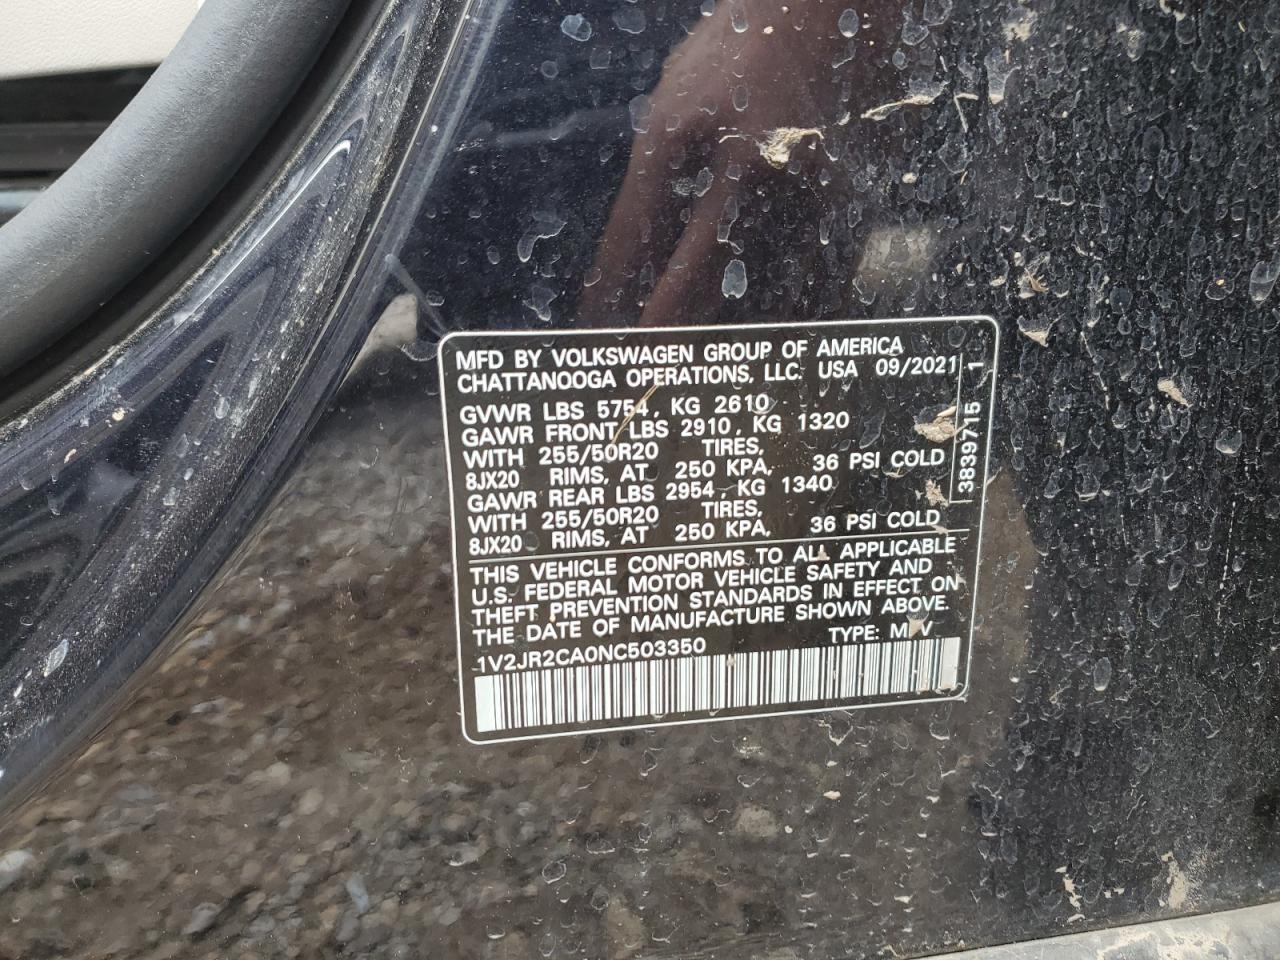 MFD BY VOLKSWAGEN GROUP OF AMERICA
CHATTANOOGA OPERATIONS, LLC. USA 09/2021
GVWR LBS 5754, KG 2610
GAWR FRONT LBS 2910, KG 1320
WITH 255/50R20 TIRES,
8JX20 RIMS, AT 250 KPA, 36 PSI COLD
GAWR REAR LBS 2954, KG 1340
WITH 255/50R20 TIRES,
8JX20 RIMS, AT 250 KPA, 36 PSI COLD
THIS VEHICLE CONFORMS TO ALL APPLICABLE
U.S. FEDERAL MOTOR VEHICLE SAFETY AND
THEFT PREVENTION STANDARDS IN EFFECT ON
THE DATE OF MANUFACTURE SHOWN ABOVE.
1V2JR2CA0NC503350 TYPE: MPV
3839715 1